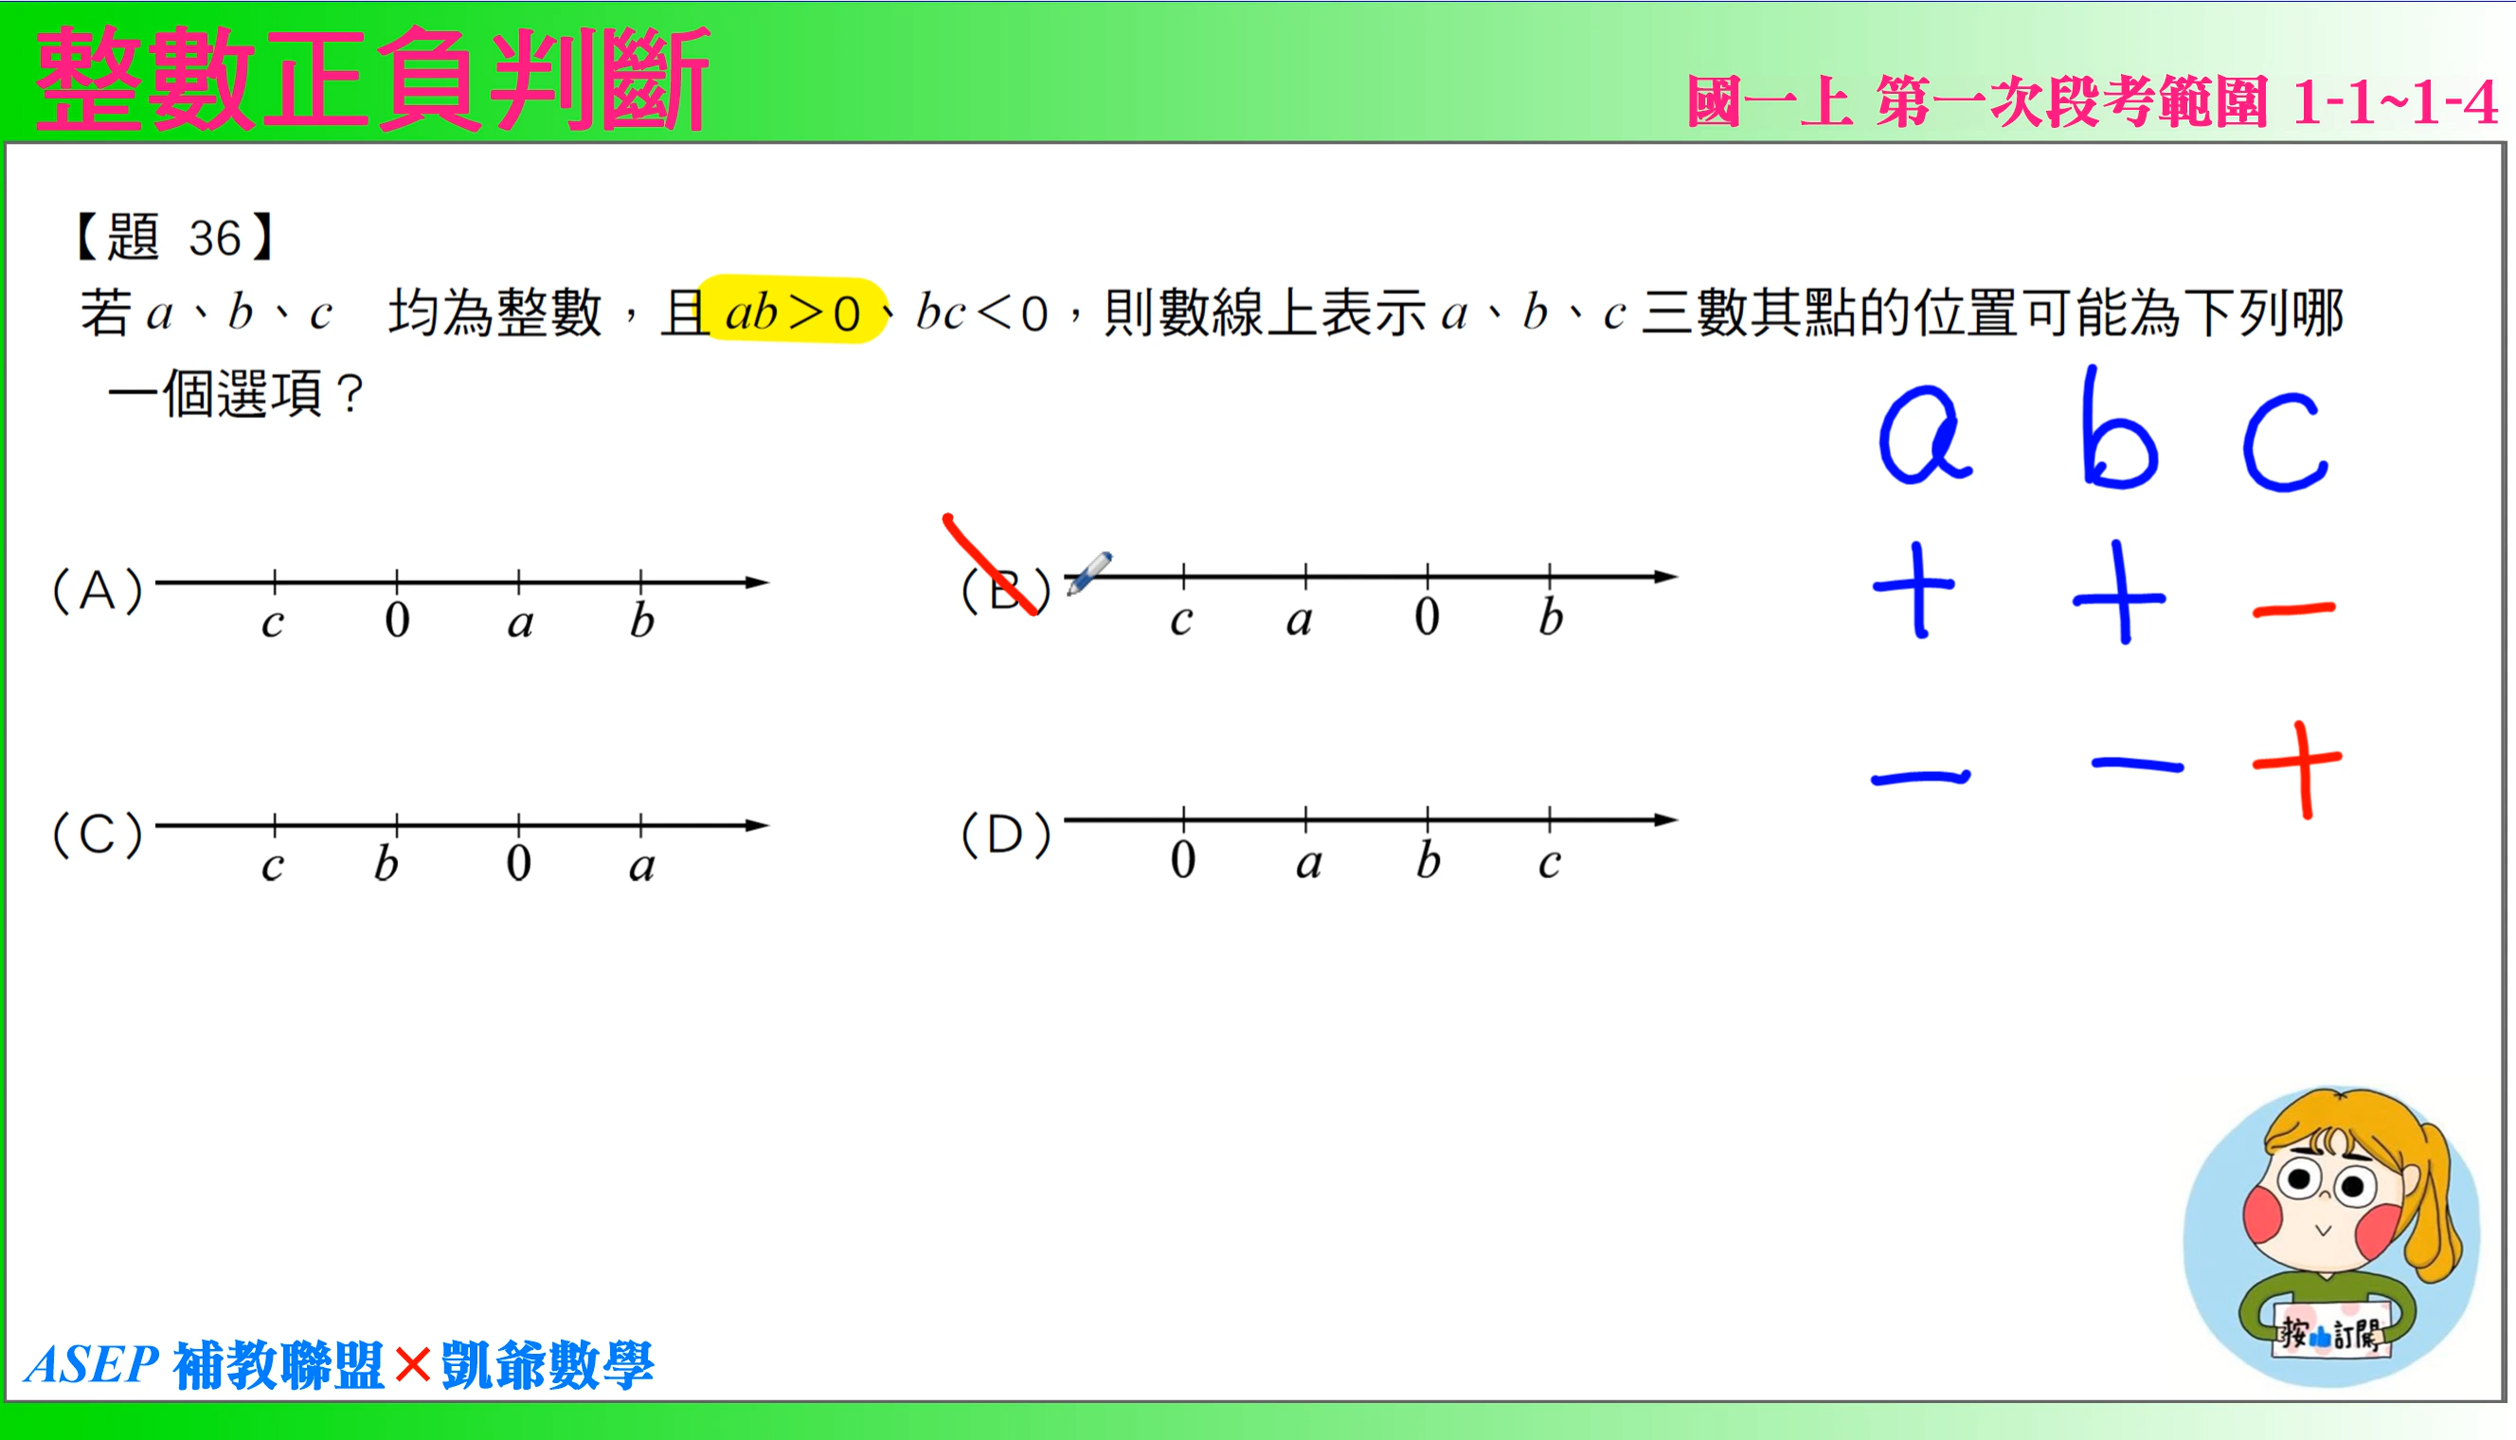 整數正負判斷
國一上 第一次段考範圍 1-1~1-4
【題 36】
若 a、b、c 均為整數，且 ab＞0、bc＜0，則數線上表示 a、b、c 三數其點的位置可能為下列哪
一個選項？
a b c
(A) c 0 a b
(B) c a 0 b
+ + −
− − +
(C) c b 0 a
(D) 0 a b c
按訂閱
ASEP 補教聯盟×凱爺數學